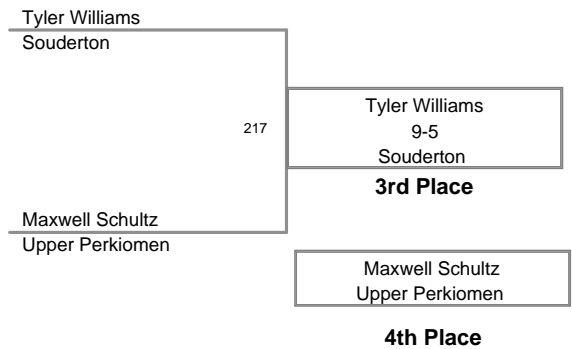 Tyler Williams
Souderton
217
Tyler Williams
9-5
Souderton
3rd Place
Maxwell Schultz
Upper Perkiomen
Maxwell Schultz
Upper Perkiomen
4th Place